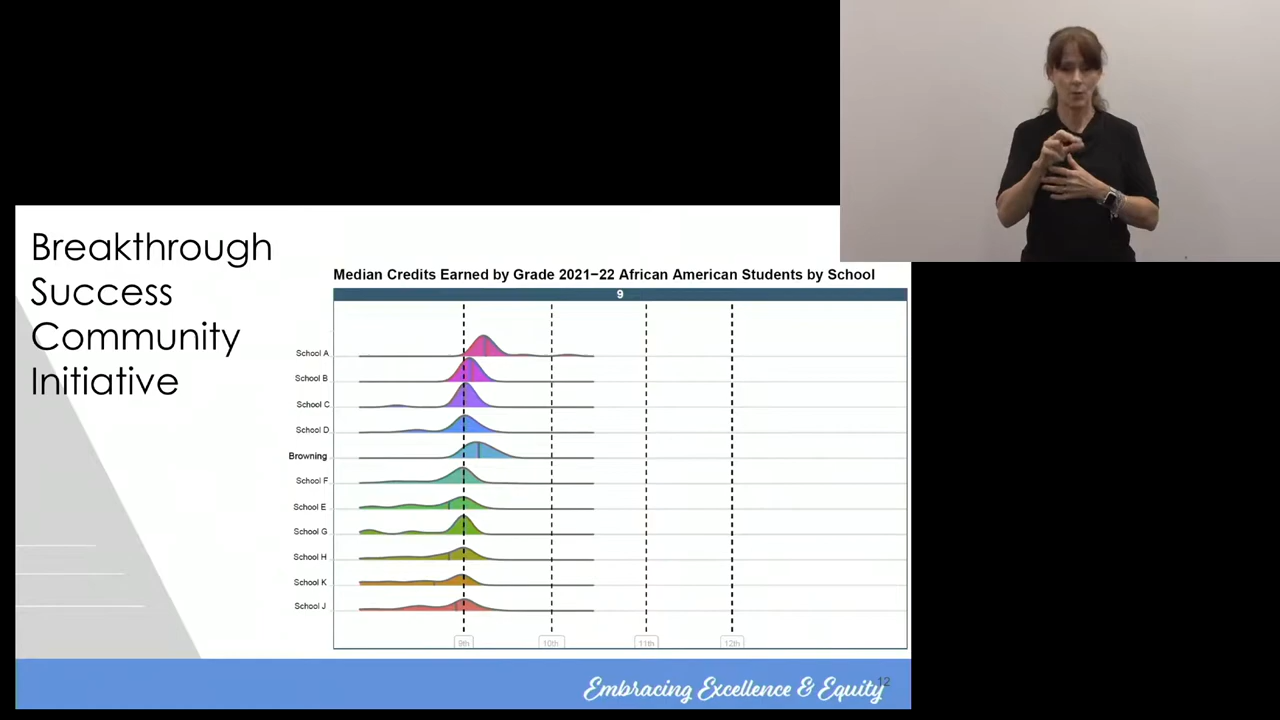 Breakthrough
Success
Community
Initiative
Median Credits Earned by Grade 2021−22 African American Students by School
9
School A
School B
School C
School D
Browning
School F
School E
School G
School H
School K
School J
9th
10th
11th
12th
Embracing Excellence & Equity
12